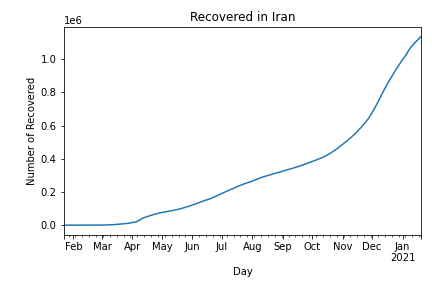 Recovered in Iran
1e6
Number of Recovered
1.0
0.8
0.6
0.4
0.2
0.0
Feb Mar Apr May Jun Jul Aug Sep Oct Nov Dec Jan
2021
Day